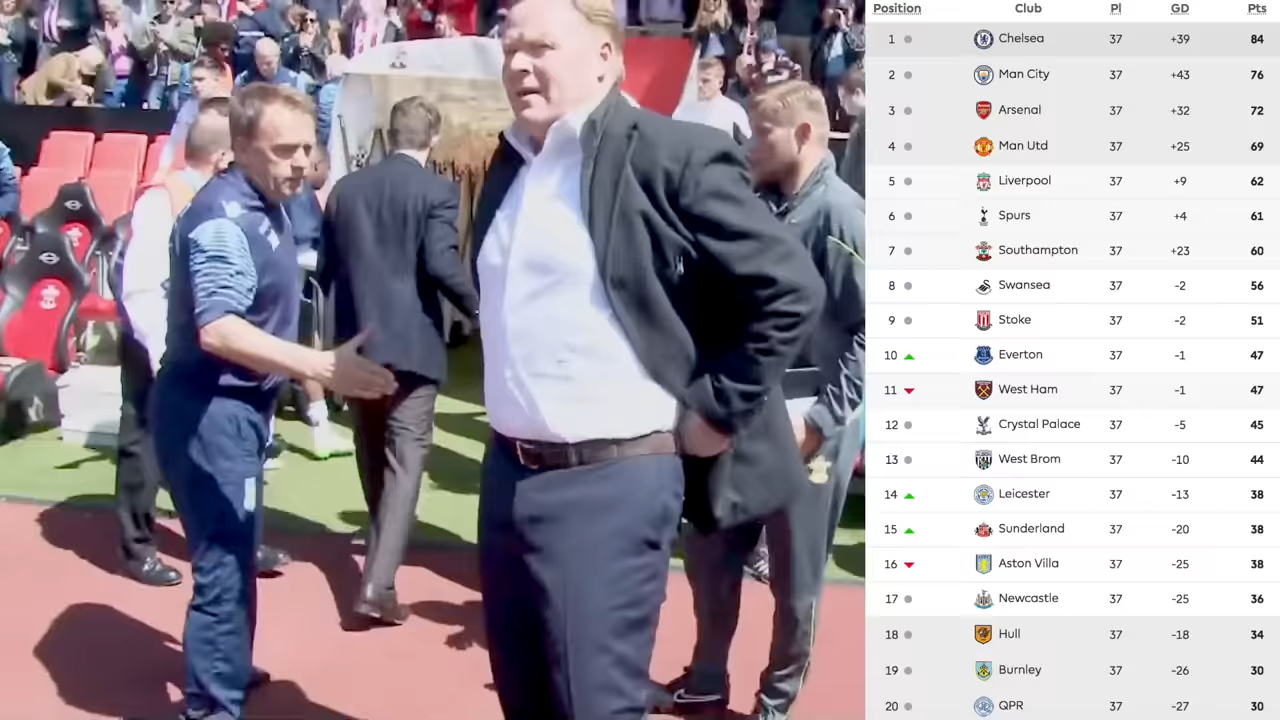 Position Club Pl GD Pts
1 Chelsea 37 +39 84
2 Man City 37 +43 76
3 Arsenal 37 +32 72
4 Man Utd 37 +25 69
5 Liverpool 37 +9 62
6 Spurs 37 +4 61
7 Southampton 37 +23 60
8 Swansea 37 -2 56
9 Stoke 37 -2 51
10 Everton 37 -1 47
11 West Ham 37 -1 47
12 Crystal Palace 37 -5 45
13 West Brom 37 -10 44
14 Leicester 37 -13 38
15 Sunderland 37 -20 38
16 Aston Villa 37 -25 38
17 Newcastle 37 -25 36
18 Hull 37 -18 34
19 Burnley 37 -26 30
20 QPR 37 -27 30